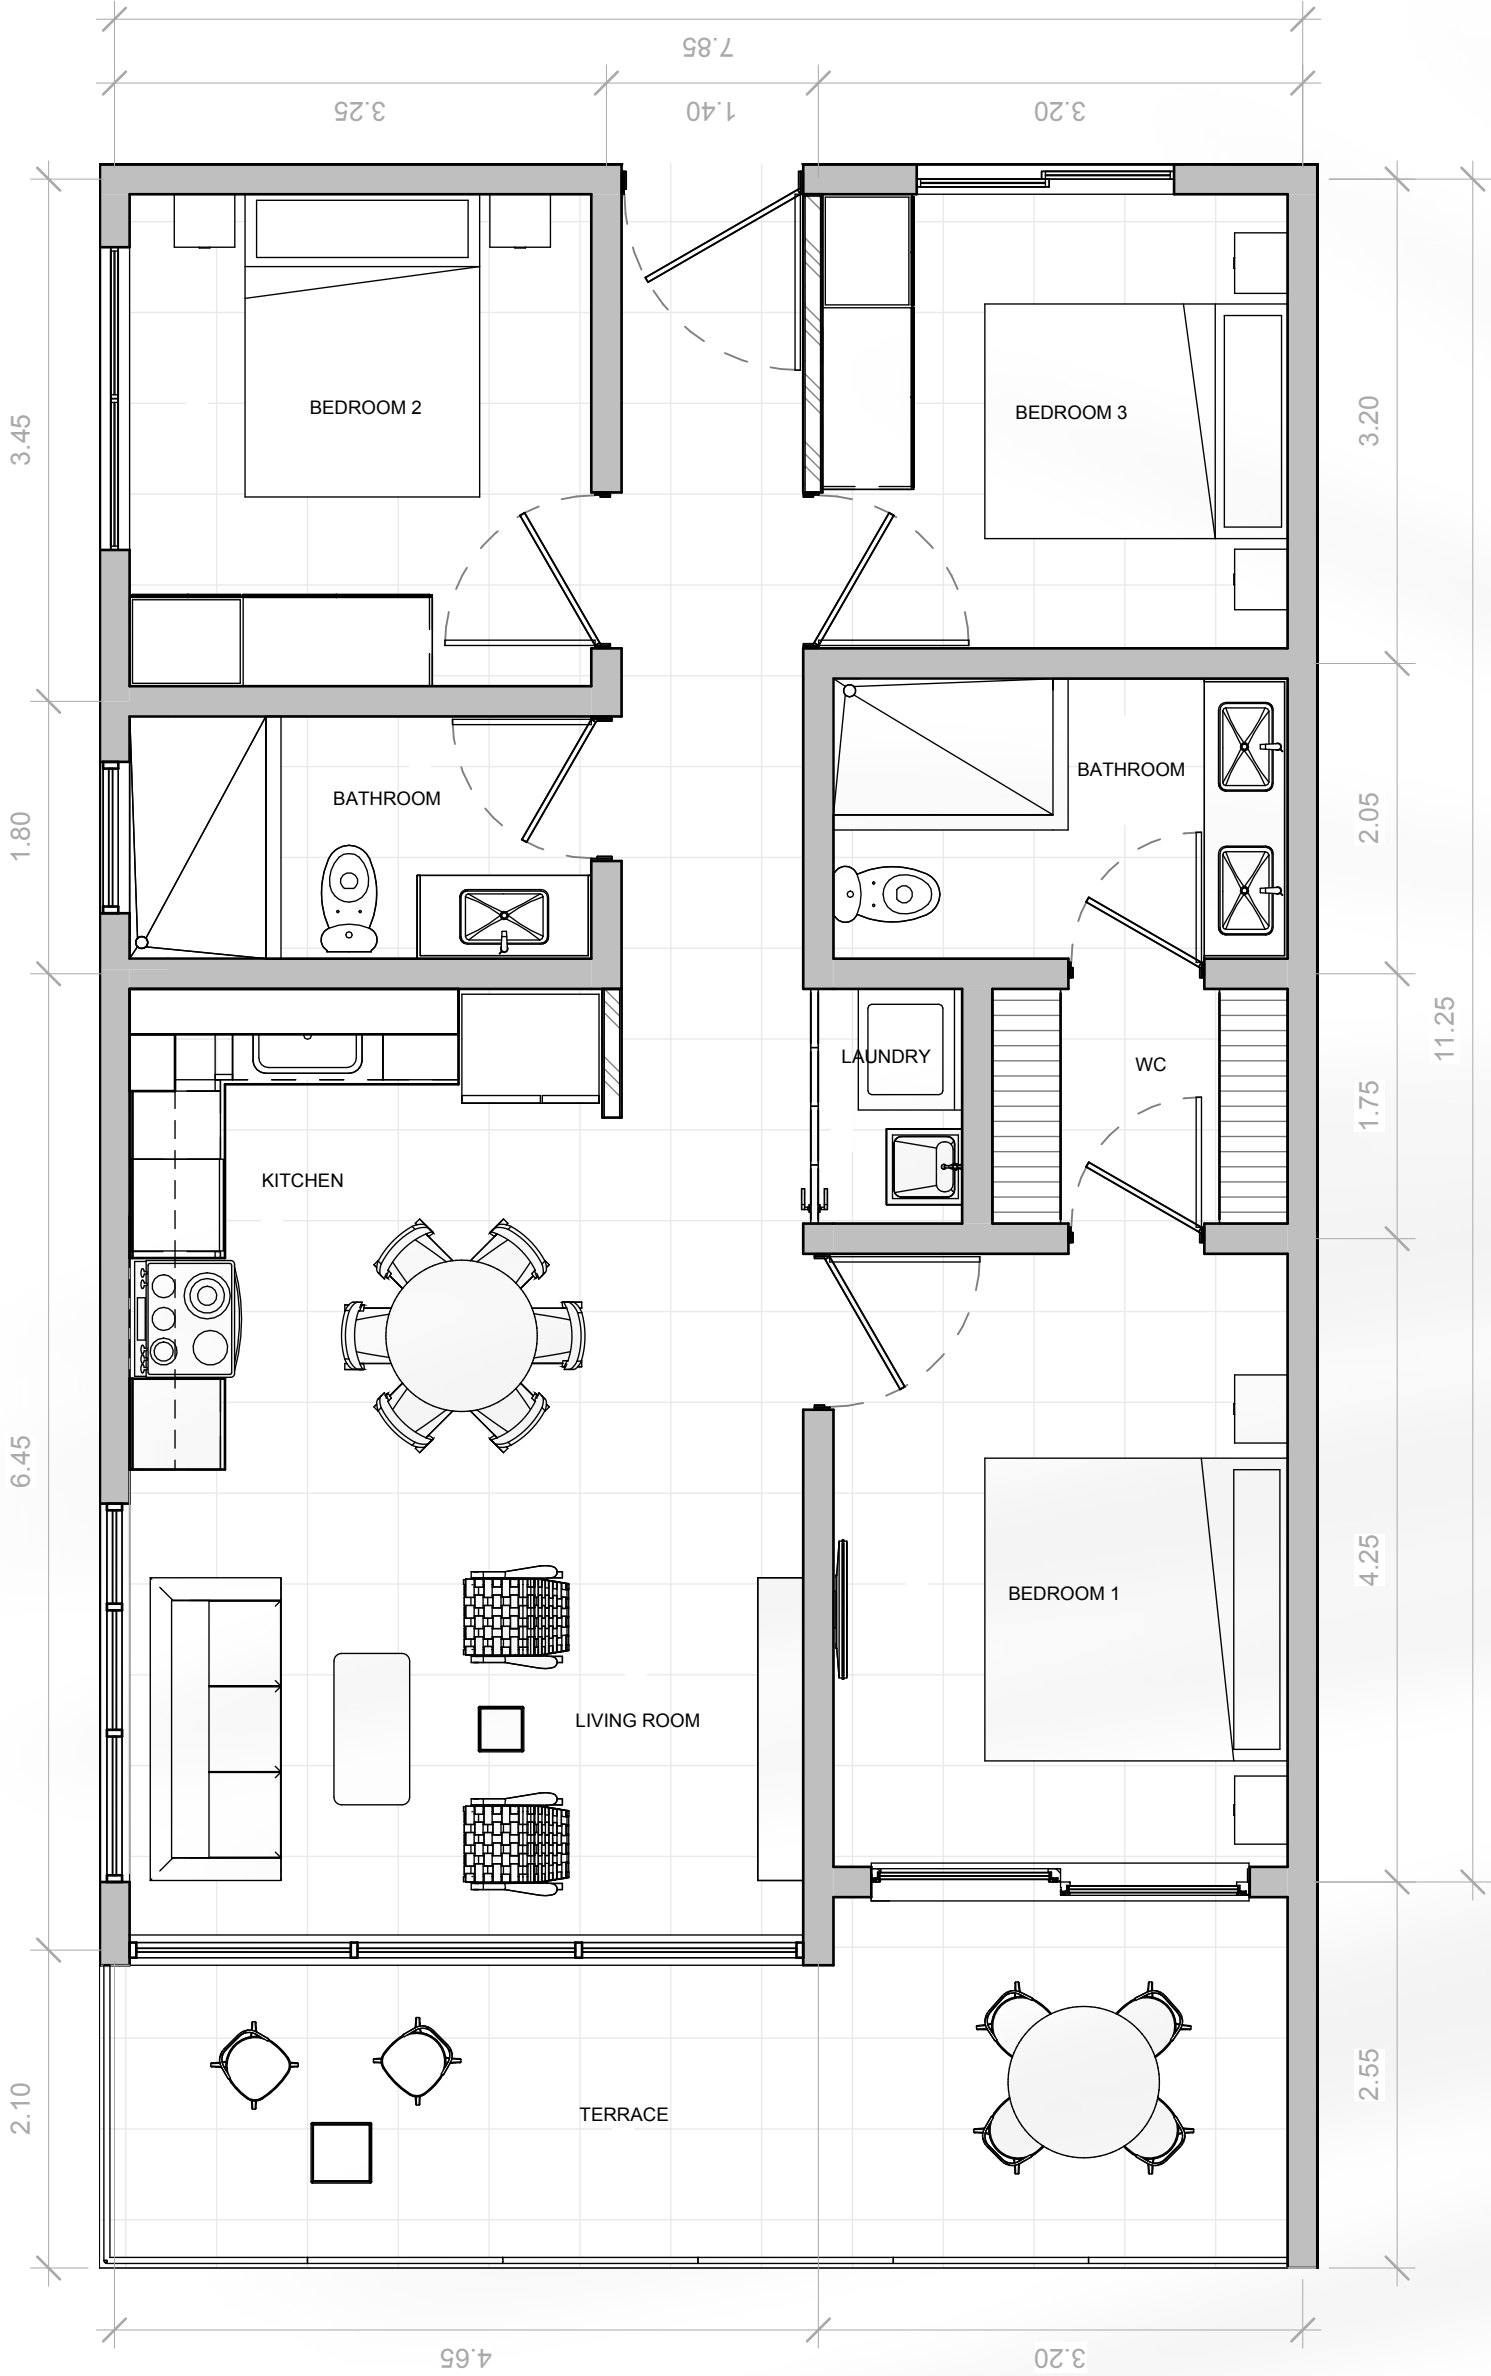 7.85
3.25
1.40
3.20
BEDROOM 2
BEDROOM 3
3.45
3.20
BATHROOM
BATHROOM
1.80
2.05
11.25
LAUNDRY
WC
1.75
KITCHEN
6.45
4.25
BEDROOM 1
LIVING ROOM
2.10
TERRACE
2.55
4.65
3.20